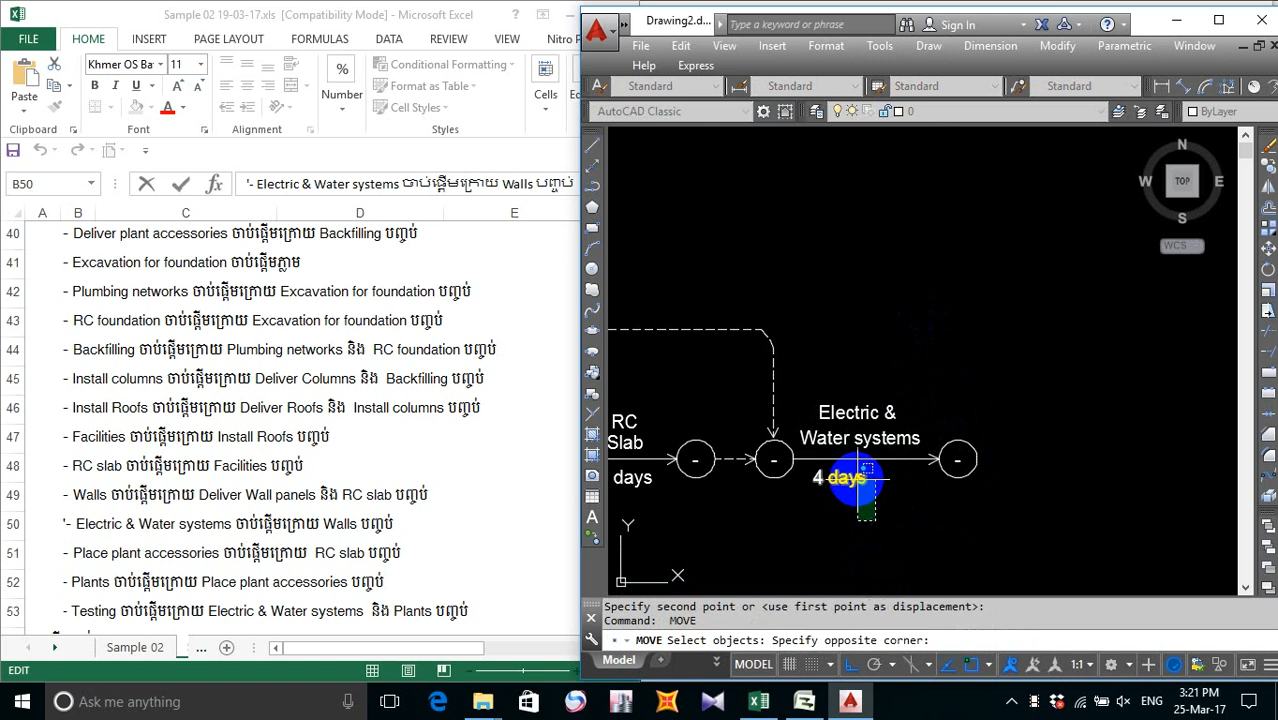 Sample 02 19-03-17.xls [Compatibility Mode] - Microsoft Excel
FILE HOME INSERT PAGE LAYOUT FORMULAS DATA REVIEW VIEW Nitro
Khmer OS Ba 11
Paste
B I U A
Clipboard Font Alignment
% Number
Conditional Formatting
Format as Table
Cell Styles
Styles
Cells
B50 fx '- Electric & Water systems ចាប់ផ្តើមក្រោយ Walls បញ្ចប់
A B C D E
40 - Deliver plant accessories ចាប់ផ្តើមក្រោយ Backfilling បញ្ចប់
41 - Excavation for foundation ចាប់ផ្តើមភ្លាម
42 - Plumbing networks ចាប់ផ្តើមក្រោយ Excavation for foundation បញ្ចប់
43 - RC foundation ចាប់ផ្តើមក្រោយ Excavation for foundation បញ្ចប់
44 - Backfilling ចាប់ផ្តើមក្រោយ Plumbing networks និង RC foundation បញ្ចប់
45 - Install columns ចាប់ផ្តើមក្រោយ Deliver Columns និង Backfilling បញ្ចប់
46 - Install Roofs ចាប់ផ្តើមក្រោយ Deliver Roofs និង Install columns បញ្ចប់
47 - Facilities ចាប់ផ្តើមក្រោយ Install Roofs បញ្ចប់
48 - RC slab ចាប់ផ្តើមក្រោយ Facilities បញ្ចប់
49 - Walls ចាប់ផ្តើមក្រោយ Deliver Wall panels និង RC slab បញ្ចប់
50 '- Electric & Water systems ចាប់ផ្តើមក្រោយ Walls បញ្ចប់
51 - Place plant accessories ចាប់ផ្តើមក្រោយ RC slab បញ្ចប់
52 - Plants ចាប់ផ្តើមក្រោយ Place plant accessories បញ្ចប់
53 - Testing ចាប់ផ្តើមក្រោយ Electric & Water Systems និង Plants បញ្ចប់
Sample 02 ...
EDIT
Drawing2.d... Type a keyword or phrase Sign In
File Edit View Insert Format Tools Draw Dimension Modify Parametric Window
Help Express
Standard Standard Standard Standard
AutoCAD Classic 0 ByLayer
N
W TOP E
S
WCS
RC
Slab
days
Electric &
Water systems
4 days
- - -
Y
X
Specify second point or <use first point as displacement>:
Command: MOVE
MOVE Select objects: Specify opposite corner:
Model MODEL 1:1
Ask me anything
ENG
3:21 PM
25-Mar-17